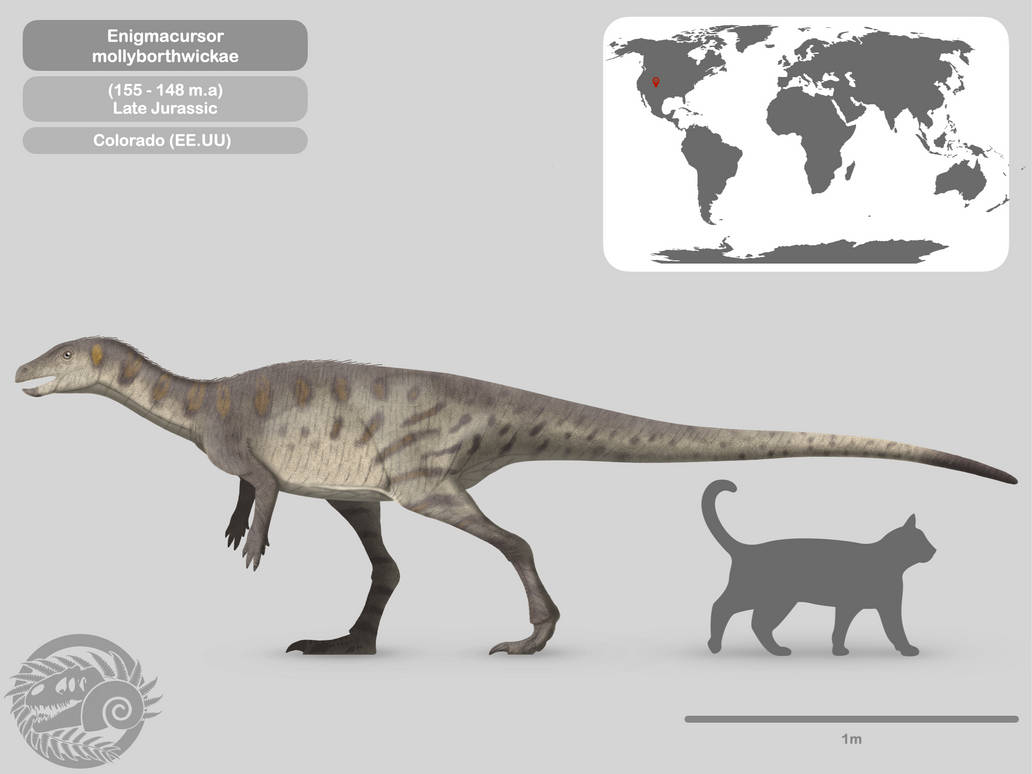 Enigmacursor
mollyborthwickae
(155 - 148 m.a)
Late Jurassic
Colorado (EE.UU)
1m